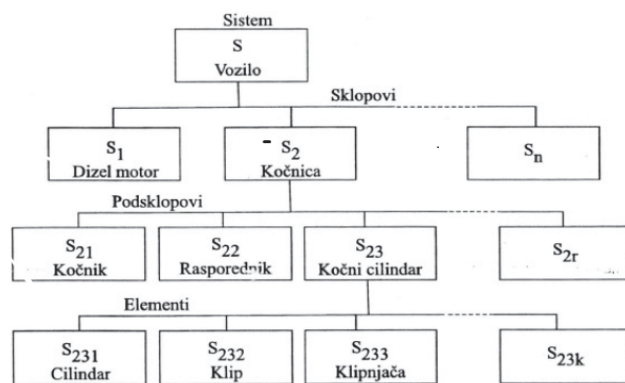 Sistem
S
Vozilo
Sklopovi
S1
Dizel motor
S2
Kočnica
Sn
Podsklopovi
S21
Kočnik
S22
Rasporednik
S23
Kočni cilindar
S2r
Elementi
S231
Cilindar
S232
Klip
S233
Klipnjača
S23k